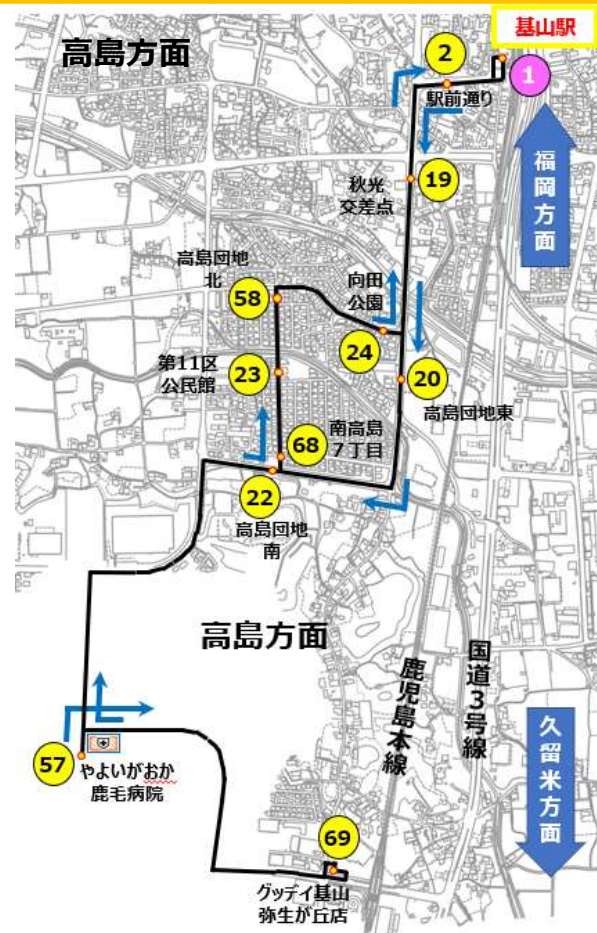 基山駅
高島方面
2
1
駅前通り
福岡方面
19
秋光
交差点
高島団地
北
58
向田
公園
24
第11区
公民館
23
20
高島団地東
68
南高島
7丁目
22
高島団地
南
高島方面
鹿児島本線
国道3号線
久留米方面
57
やよいがおか
鹿毛病院
69
グッデイ基山
弥生が丘店